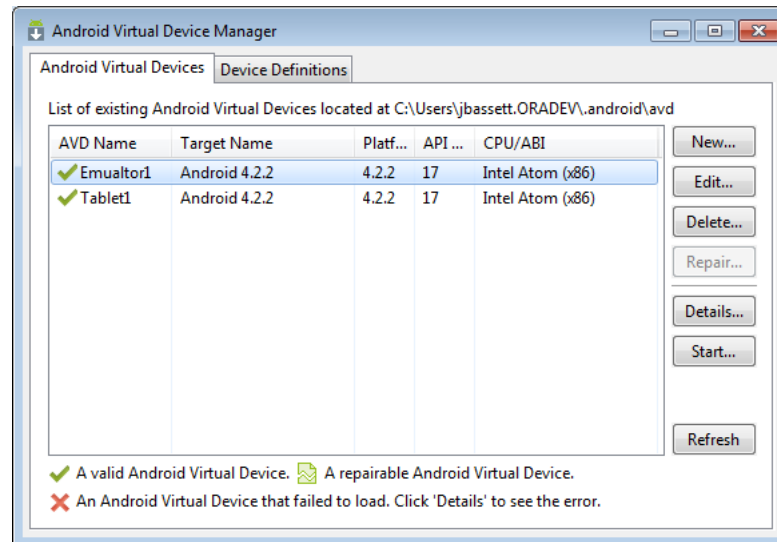 Android Virtual Device Manager
Android Virtual Devices Device Definitions
List of existing Android Virtual Devices located at C:\Users\jbassett.ORADEV\.android\avd
AVD Name Target Name Platf... API ... CPU/ABI New...
Emualtor1 Android 4.2.2 4.2.2 17 Intel Atom (x86) Edit...
Tablet1 Android 4.2.2 4.2.2 17 Intel Atom (x86)
Delete...
Repair...
Details...
Start...
Refresh
A valid Android Virtual Device. A repairable Android Virtual Device.
An Android Virtual Device that failed to load. Click 'Details' to see the error.